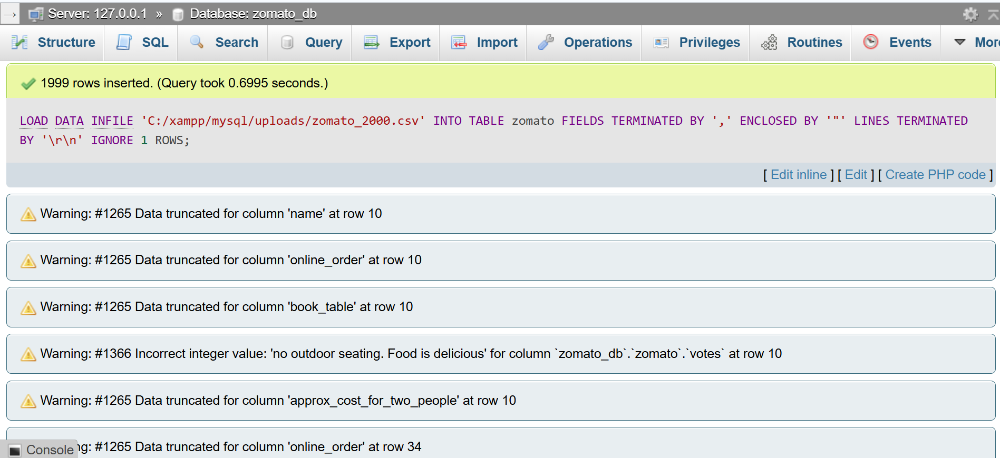 → Server: 127.0.0.1 » Database: zomato_db
Structure SQL Search Query Export Import Operations Privileges Routines Events
1999 rows inserted. (Query took 0.6995 seconds.)
LOAD DATA INFILE 'C:/xampp/mysql/uploads/zomato_2000.csv' INTO TABLE zomato FIELDS TERMINATED BY ',' ENCLOSED BY '"' LINES TERMINATED
BY '\r\n' IGNORE 1 ROWS;
[ Edit inline ] [ Edit ] [ Create PHP code ]
Warning: #1265 Data truncated for column 'name' at row 10
Warning: #1265 Data truncated for column 'online_order' at row 10
Warning: #1265 Data truncated for column 'book_table' at row 10
Warning: #1366 Incorrect integer value: 'no outdoor seating. Food is delicious' for column `zomato_db`.`zomato`.`votes` at row 10
Warning: #1265 Data truncated for column 'approx_cost_for_two_people' at row 10
ng: #1265 Data truncated for column 'online_order' at row 34
Console